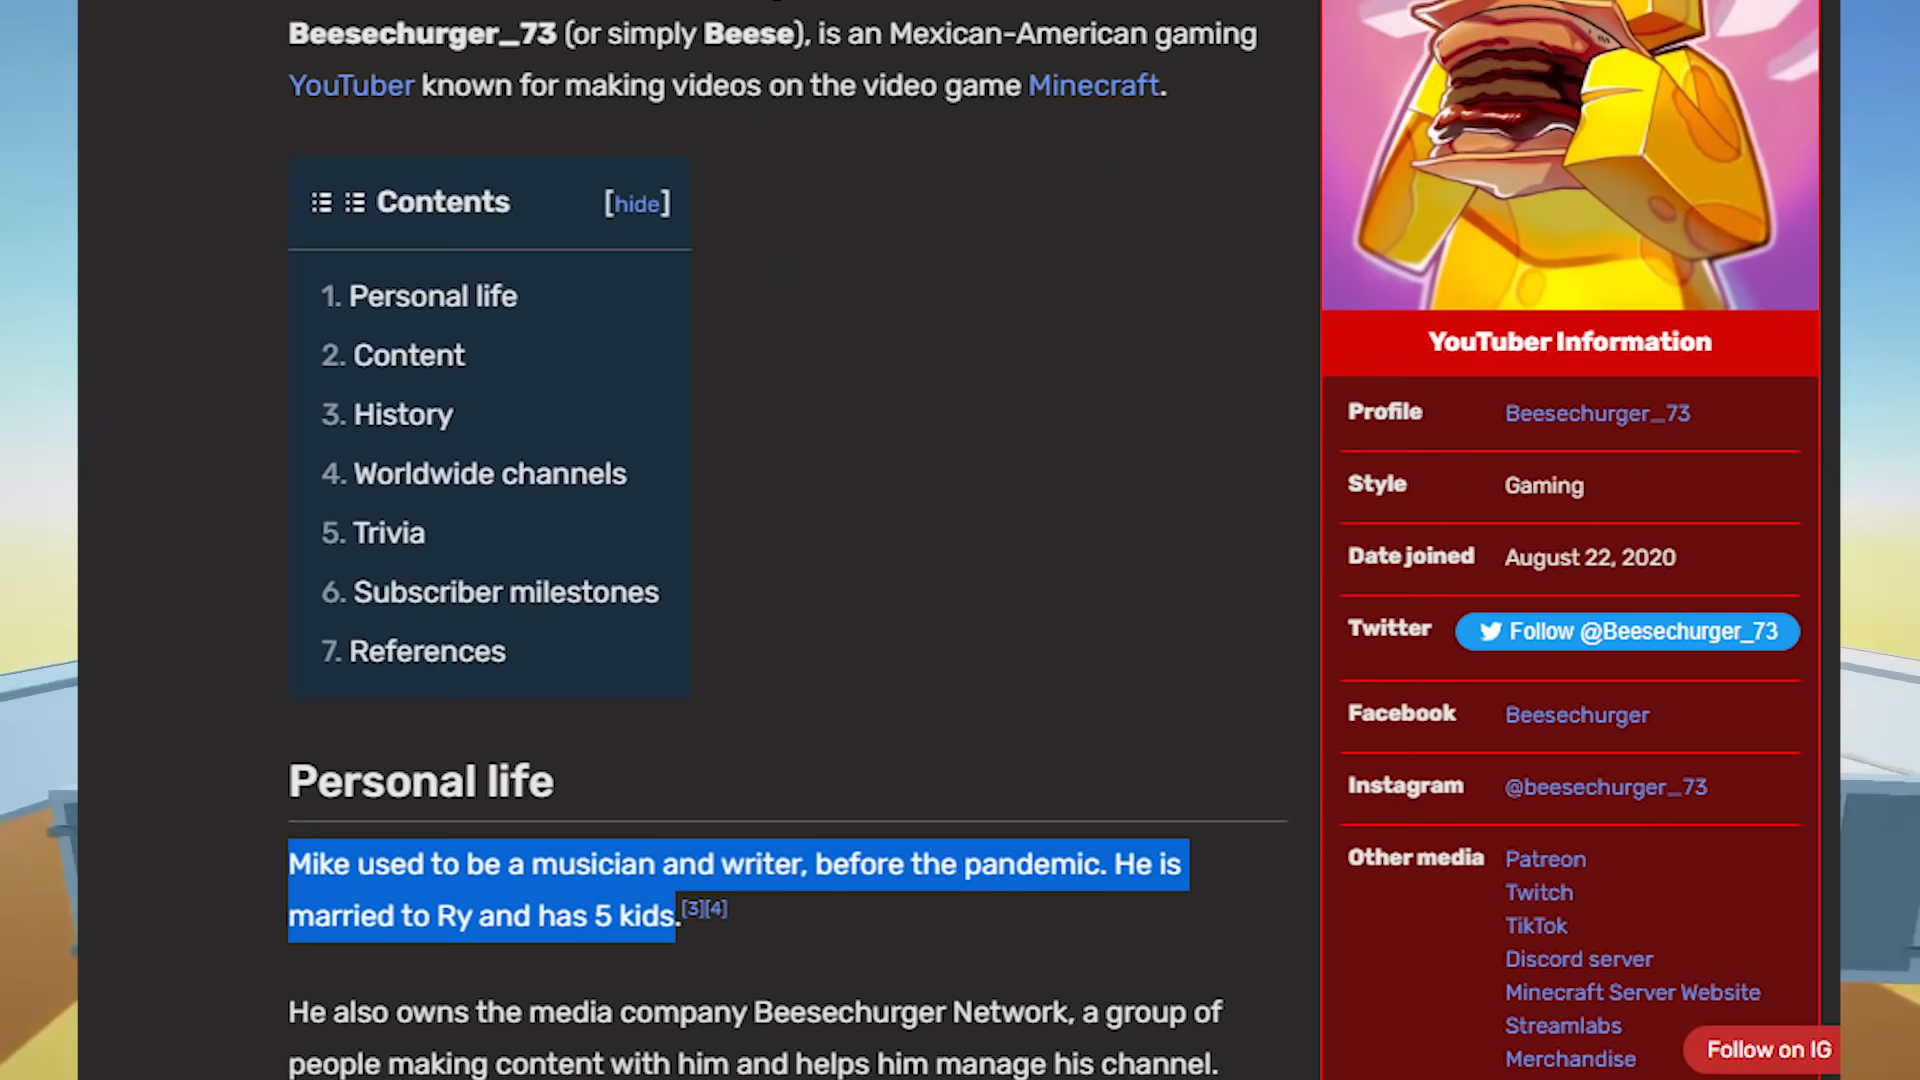 Beesechurger_73 (or simply Beese), is an Mexican-American gaming
YouTuber known for making videos on the video game Minecraft.
Contents [hide]
1. Personal life
2. Content
3. History
4. Worldwide channels
5. Trivia
6. Subscriber milestones
7. References
Personal life
Mike used to be a musician and writer, before the pandemic. He is
married to Ry and has 5 kids.[3][4]
He also owns the media company Beesechurger Network, a group of
people making content with him and helps him manage his channel.
YouTuber Information
Profile Beesechurger_73
Style Gaming
Date joined August 22, 2020
Twitter Follow @Beesechurger_73
Facebook Beesechurger
Instagram @beesechurger_73
Other media Patreon
Twitch
TikTok
Discord server
Minecraft Server Website
Streamlabs
Merchandise
Follow on IG